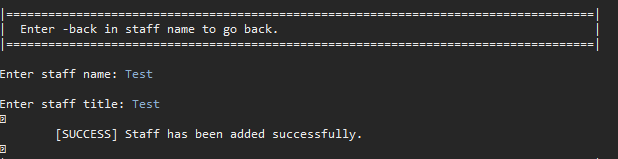 |==================================================================================|
|  Enter -back in staff name to go back.                                           |
|==================================================================================|
Enter staff name: Test
Enter staff title: Test
[SUCCESS] Staff has been added successfully.